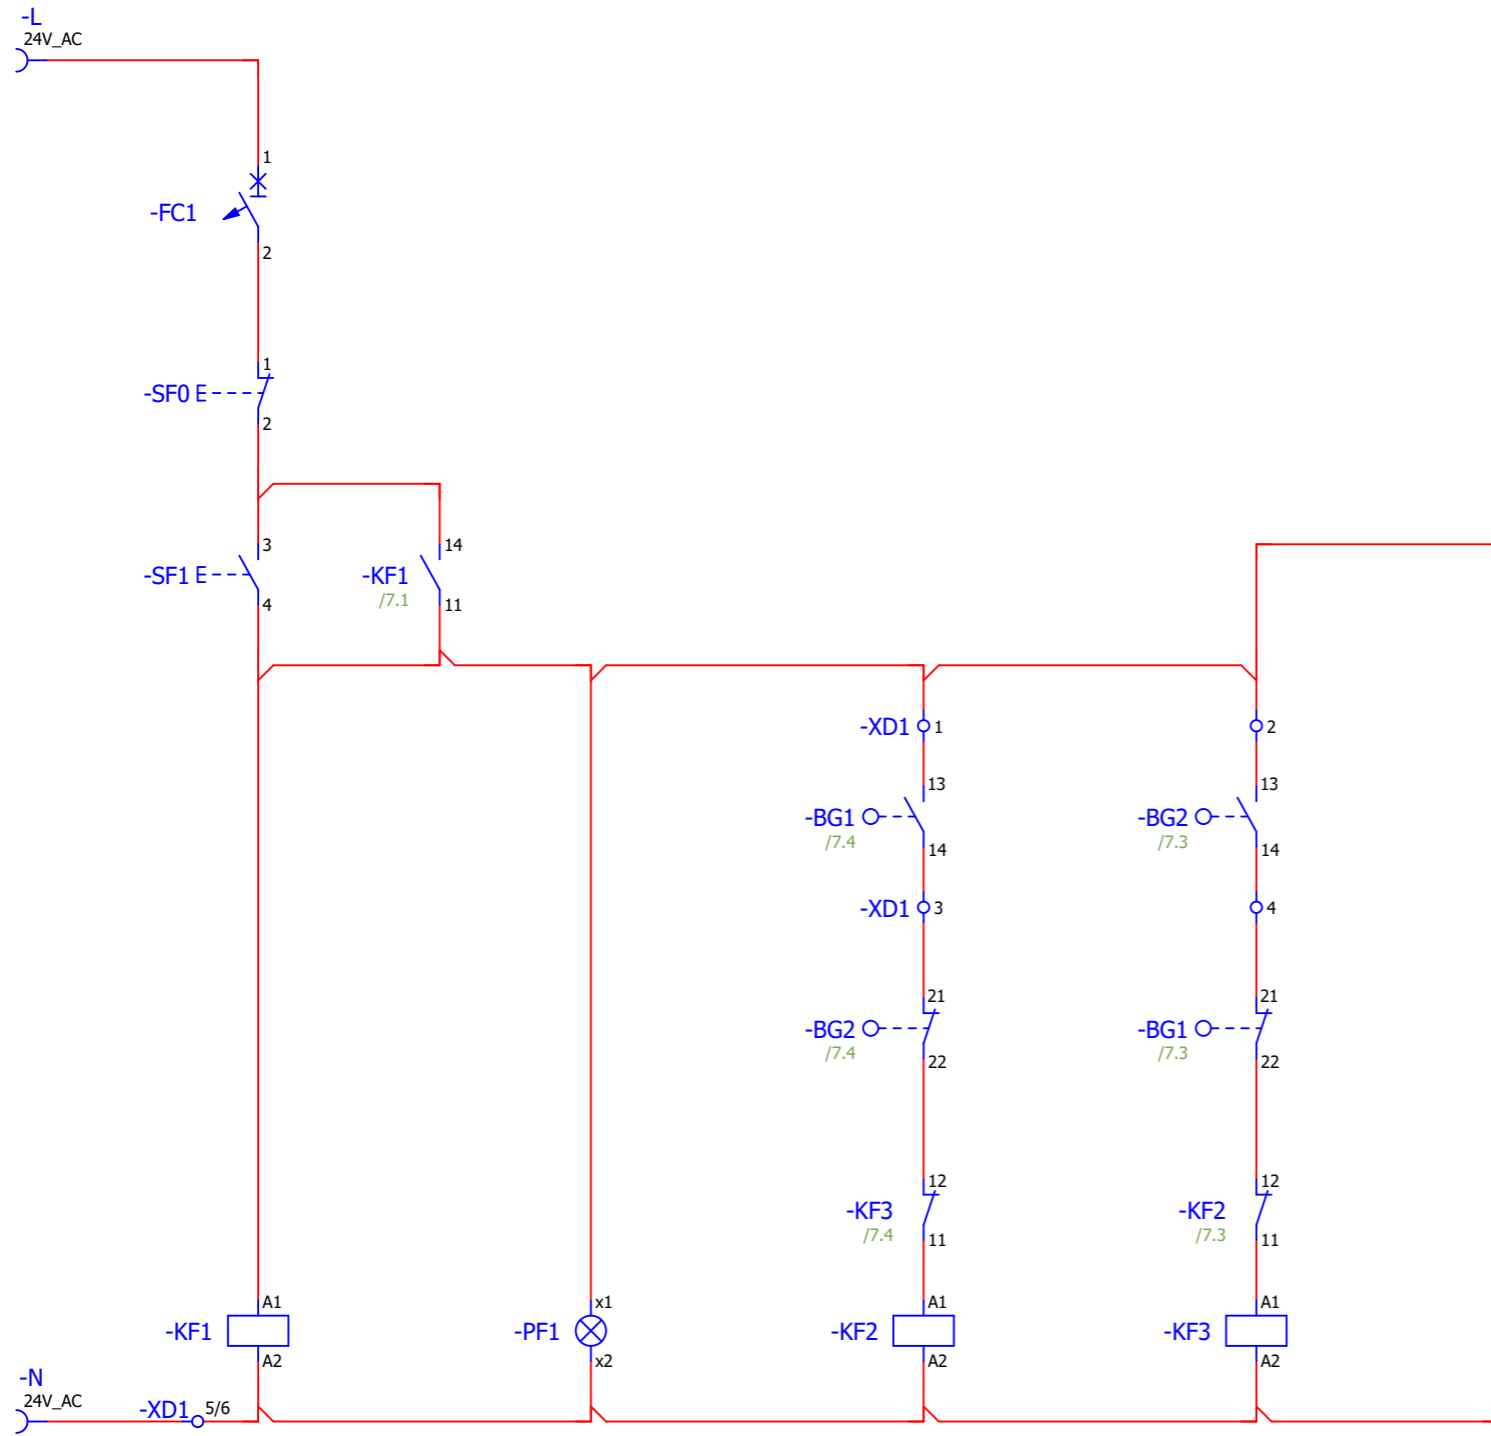 -L
24V_AC
1
-FC1
2
1
-SF0 E
2
3
14
-SF1 E
-KF1
/7.1
4
11
-XD1
1
2
13
13
-BG1
/7.4
-BG2
/7.3
14
14
-XD1
3
4
21
21
-BG2
/7.4
-BG1
/7.3
22
22
12
12
-KF3
/7.4
-KF2
/7.3
11
11
A1
x1
A1
A1
-KF1
-PF1
-KF2
-KF3
A2
x2
A2
A2
-N
24V_AC
-XD1
5/6